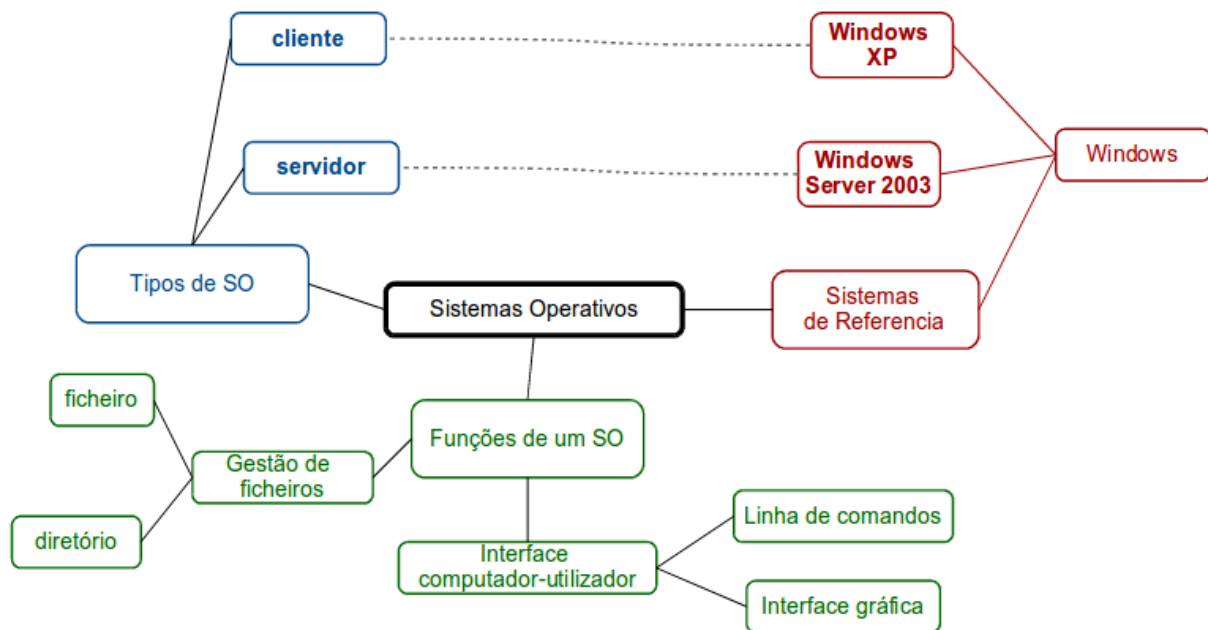 cliente
Windows
XP
servidor
Windows
Server 2003
Windows
Tipos de SO
Sistemas Operativos
Sistemas
de Referencia
ficheiro
Funções de um SO
Gestão de
ficheiros
diretório
Interface
computador-utilizador
Linha de comandos
Interface gráfica